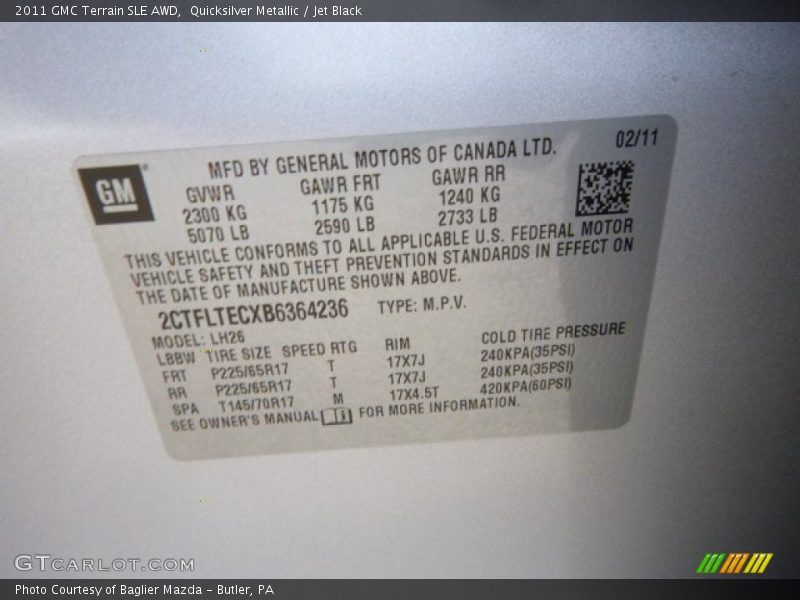 2011 GMC Terrain SLE AWD,  Quicksilver Metallic / Jet Black
MFD BY GENERAL MOTORS OF CANADA LTD.
02/11
GM
GVWR GAWR FRT GAWR RR
2300 KG 1175 KG 1240 KG
5070 LB 2590 LB 2733 LB
THIS VEHICLE CONFORMS TO ALL APPLICABLE U.S. FEDERAL MOTOR
VEHICLE SAFETY AND THEFT PREVENTION STANDARDS IN EFFECT ON
THE DATE OF MANUFACTURE SHOWN ABOVE.
2CTFLTECXB6364236 TYPE: M.P.V.
MODEL: LH26
LBBW TIRE SIZE SPEED RTG RIM COLD TIRE PRESSURE
FRT P225/65R17 T 17X7J 240KPA(35PSI)
RR P225/65R17 T 17X7J 240KPA(35PSI)
SPA T145/70R17 M 17X4.5T 420KPA(60PSI)
SEE OWNER'S MANUAL FOR MORE INFORMATION.
GTCARLOT.COM
Photo Courtesy of Baglier Mazda – Butler, PA